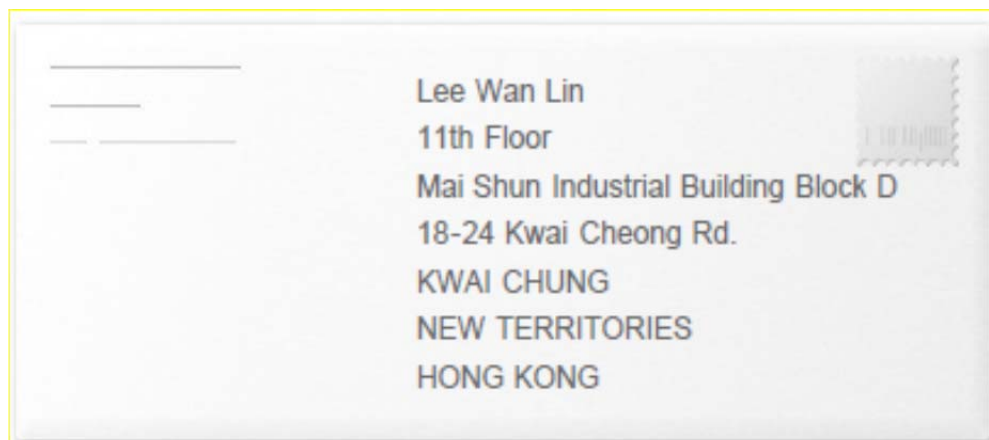 Lee Wan Lin
11th Floor
Mai Shun Industrial Building Block D
18-24 Kwai Cheong Rd.
KWAI CHUNG
NEW TERRITORIES
HONG KONG